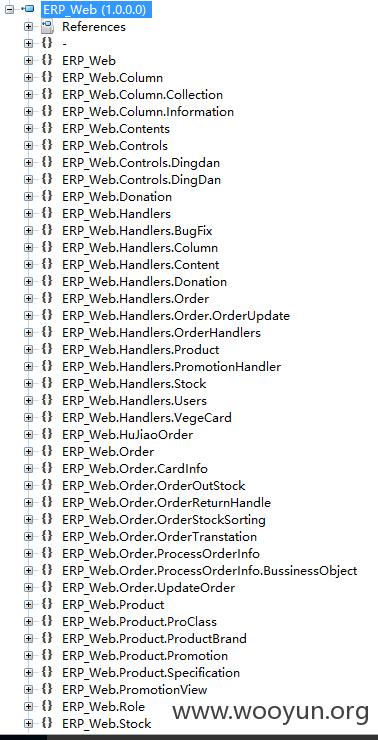 ERP_Web (1.0.0.0)
References
-
ERP_Web
ERP_Web.Column
ERP_Web.Column.Collection
ERP_Web.Column.Information
ERP_Web.Contents
ERP_Web.Controls
ERP_Web.Controls.Dingdan
ERP_Web.Controls.DingDan
ERP_Web.Donation
ERP_Web.Handlers
ERP_Web.Handlers.BugFix
ERP_Web.Handlers.Column
ERP_Web.Handlers.Content
ERP_Web.Handlers.Donation
ERP_Web.Handlers.Order
ERP_Web.Handlers.Order.OrderUpdate
ERP_Web.Handlers.OrderHandlers
ERP_Web.Handlers.Product
ERP_Web.Handlers.PromotionHandler
ERP_Web.Handlers.Stock
ERP_Web.Handlers.Users
ERP_Web.Handlers.VegeCard
ERP_Web.HuJiaoOrder
ERP_Web.Order
ERP_Web.Order.CardInfo
ERP_Web.Order.OrderOutStock
ERP_Web.Order.OrderReturnHandle
ERP_Web.Order.OrderStockSorting
ERP_Web.Order.OrderTranstation
ERP_Web.Order.ProcessOrderInfo
ERP_Web.Order.ProcessOrderInfo.BussinessObject
ERP_Web.Order.UpdateOrder
ERP_Web.Product
ERP_Web.Product.ProClass
ERP_Web.Product.ProductBrand
ERP_Web.Product.Promotion
ERP_Web.Product.Specification
ERP_Web.PromotionView
ERP_Web.Role
ERP_Web.Stock
www.wooyun.org